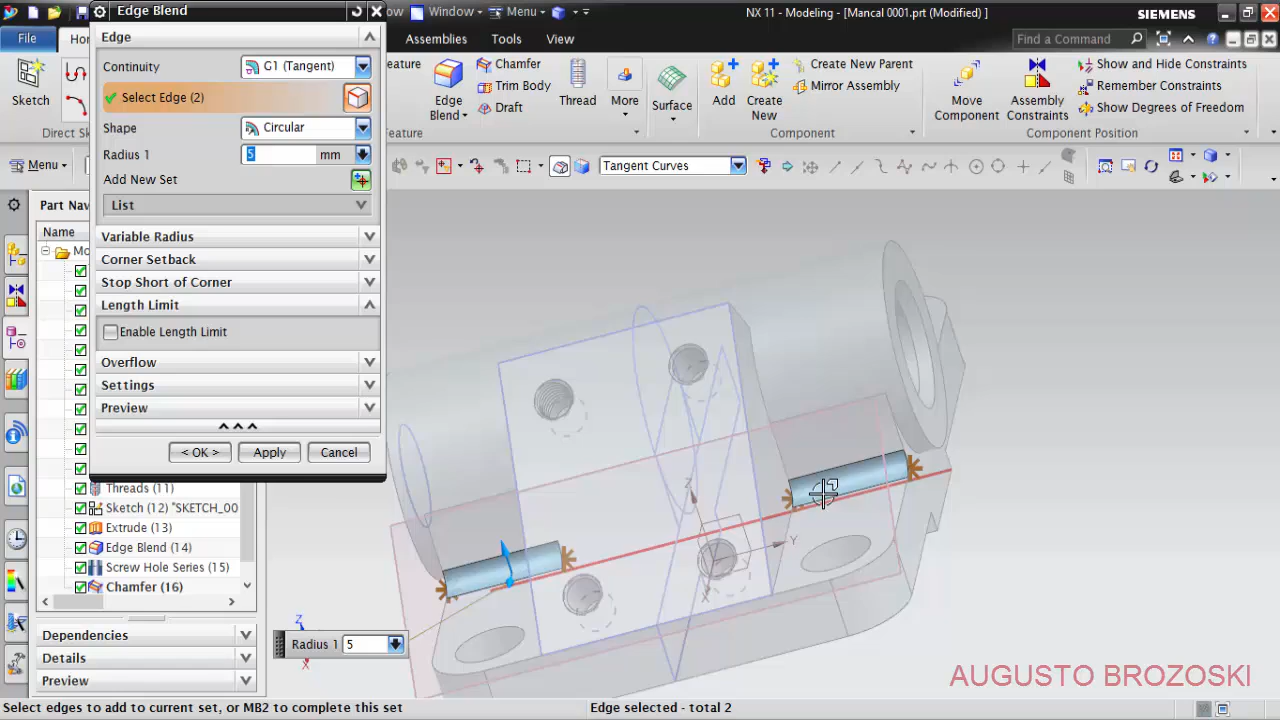 Edge Blend
ow
Window
Menu
NX 11 - Modeling - [Mancal 0001.prt (Modified) ]
SIEMENS
File
Ho
Assemblies
Tools
View
Find a Command
Edge
Continuity
G1 (Tangent)
Select Edge (2)
Shape
Circular
Radius 1
5
mm
Add New Set
List
Variable Radius
Corner Setback
Stop Short of Corner
Length Limit
Enable Length Limit
Overflow
Settings
Preview
< OK >
Apply
Cancel
Sketch
Direct Sk
Menu
eature
Edge
Blend
Chamfer
Trim Body
Draft
Thread
More
Feature
Surface
Add
Create
New
Create New Parent
Mirror Assembly
Component
Move
Component
Assembly
Constraints
Show and Hide Constraints
Remember Constraints
Show Degrees of Freedom
Component Position
Tangent Curves
Part Nav
Name
Mo
Threads (11)
Sketch (12) "SKETCH_00
Extrude (13)
Edge Blend (14)
Screw Hole Series (15)
Chamfer (16)
Dependencies
Details
Preview
Z
X
Radius 1
5
Z
Y
X
AUGUSTO BROZOSKI
Select edges to add to current set, or MB2 to complete this set
Edge selected - total 2